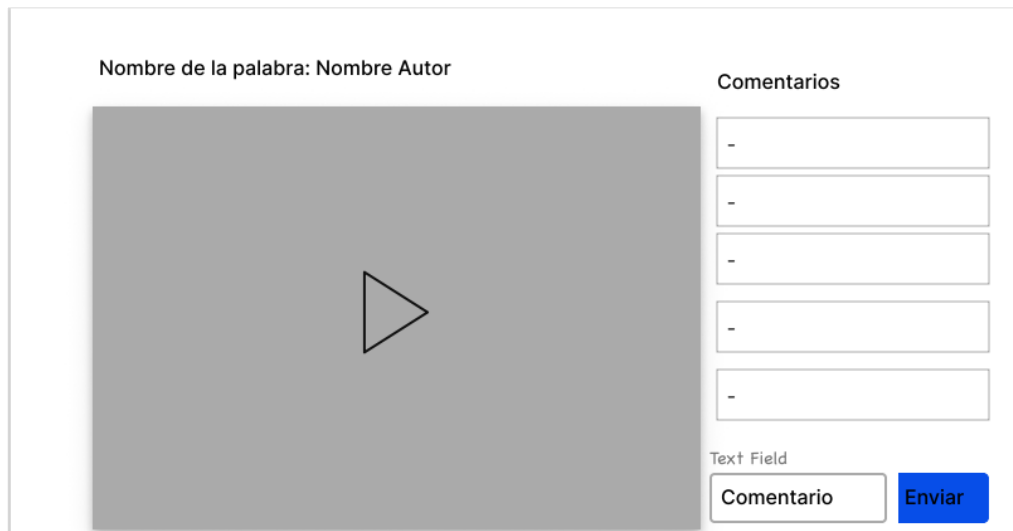 Nombre de la palabra: Nombre Autor
Comentarios
-
-
-
-
-
Text Field
Comentario
Enviar